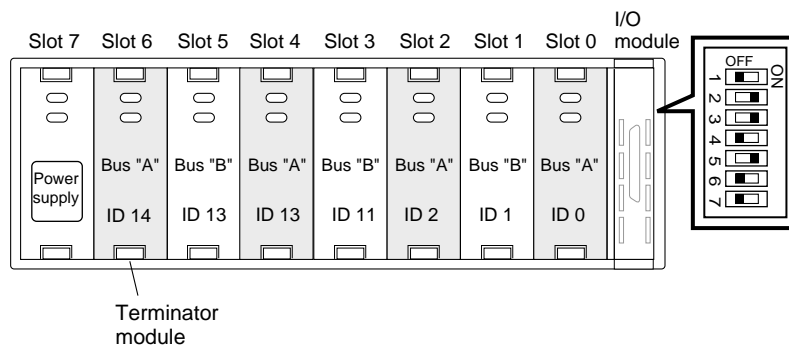 I/O
module
Slot 7 Slot 6 Slot 5 Slot 4 Slot 3 Slot 2 Slot 1 Slot 0
OFF
ON
1
2
3
4
5
6
7
Power
supply
Bus "A" Bus "B" Bus "A" Bus "B" Bus "A" Bus "B" Bus "A"
ID 14 ID 13 ID 13 ID 11 ID 2 ID 1 ID 0
Terminator
module